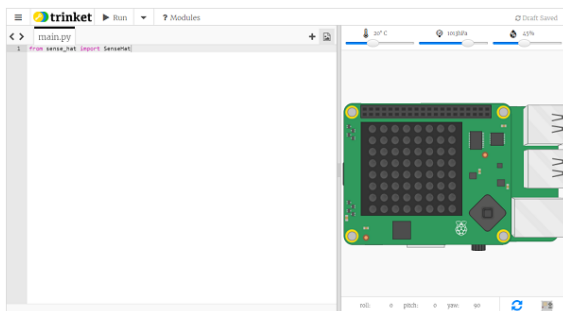 trinket Run ? Modules Draft Saved
main.py
20° C 1013hPa 45%
1 from sense_hat import SenseHat
roll: 0 pitch: 0 yaw: 90